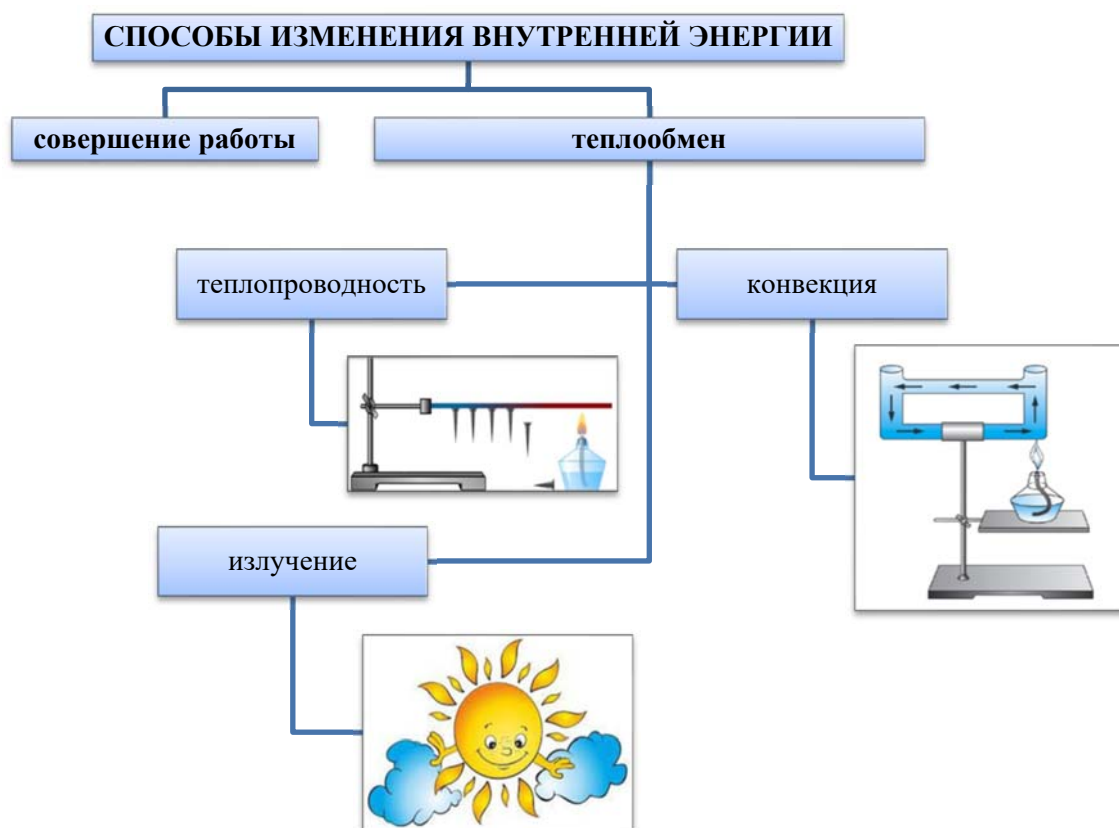 СПОСОБЫ ИЗМЕНЕНИЯ ВНУТРЕННЕЙ ЭНЕРГИИ
совершение работы
теплообмен
теплопроводность
конвекция
излучение